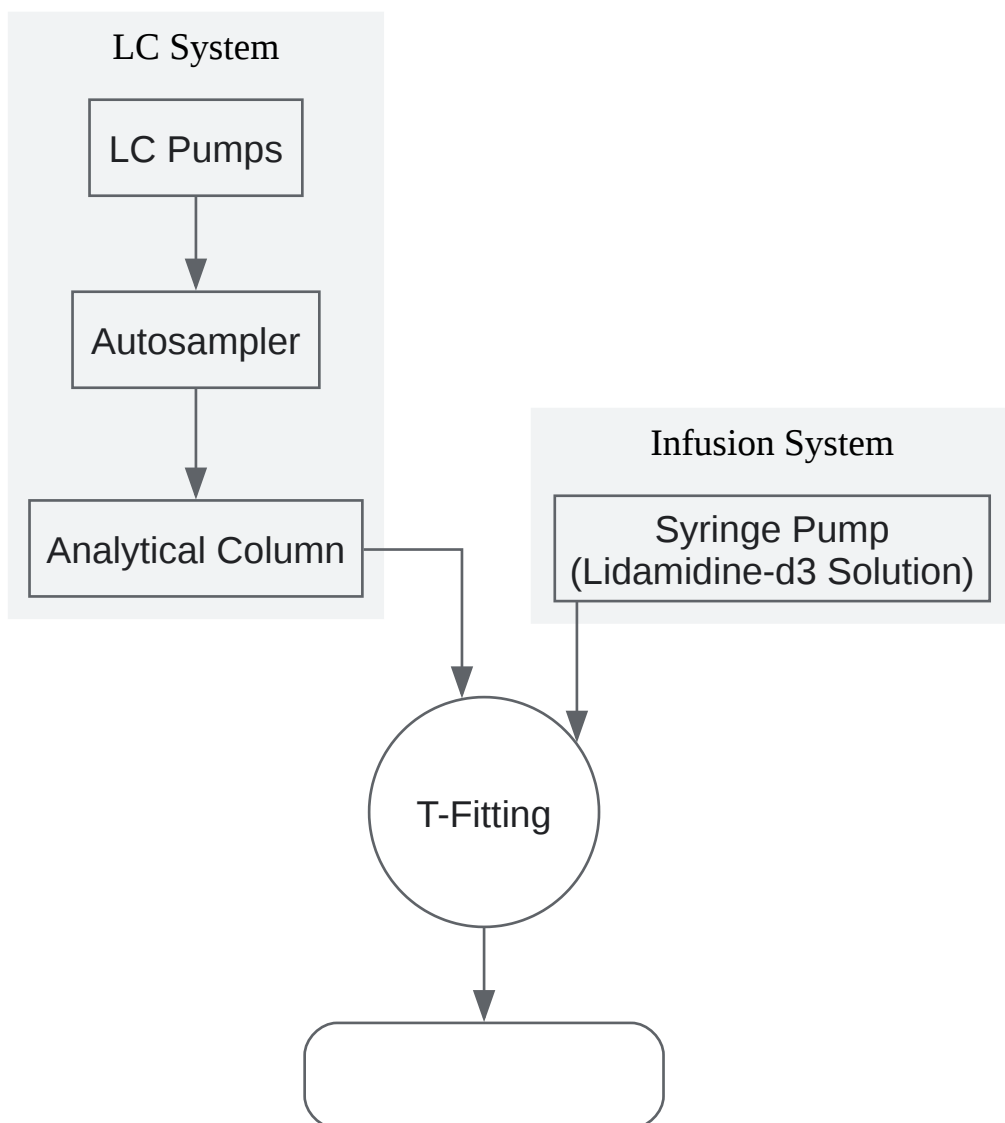 LC System
LC Pumps
Autosampler
Analytical Column
Infusion System
Syringe Pump
(Lidamidine-d3 Solution)
T-Fitting